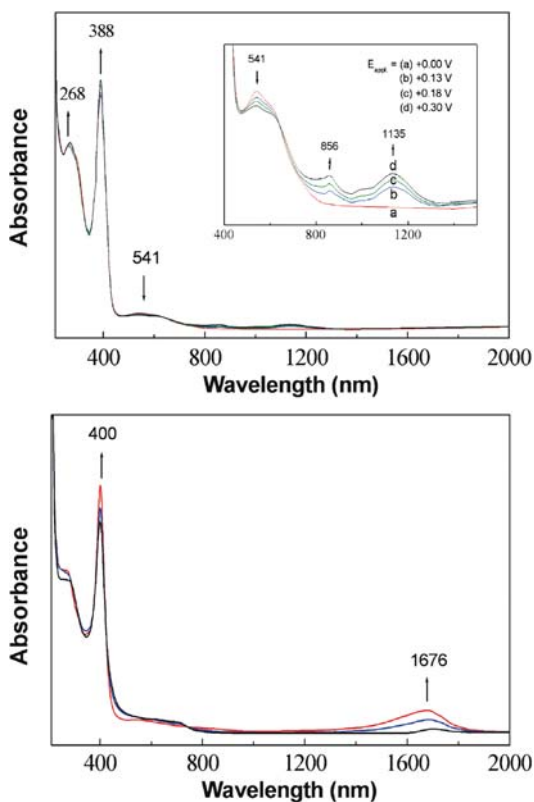 Absorbance
268
388
541
541
856
1135
E appl. = (a) +0.00 V
(b) +0.13 V
(c) +0.18 V
(d) +0.30 V
d
c
b
a
400 800 1200
400 800 1200 1600 2000
Wavelength (nm)
Absorbance
400
1676
400 800 1200 1600 2000
Wavelength (nm)